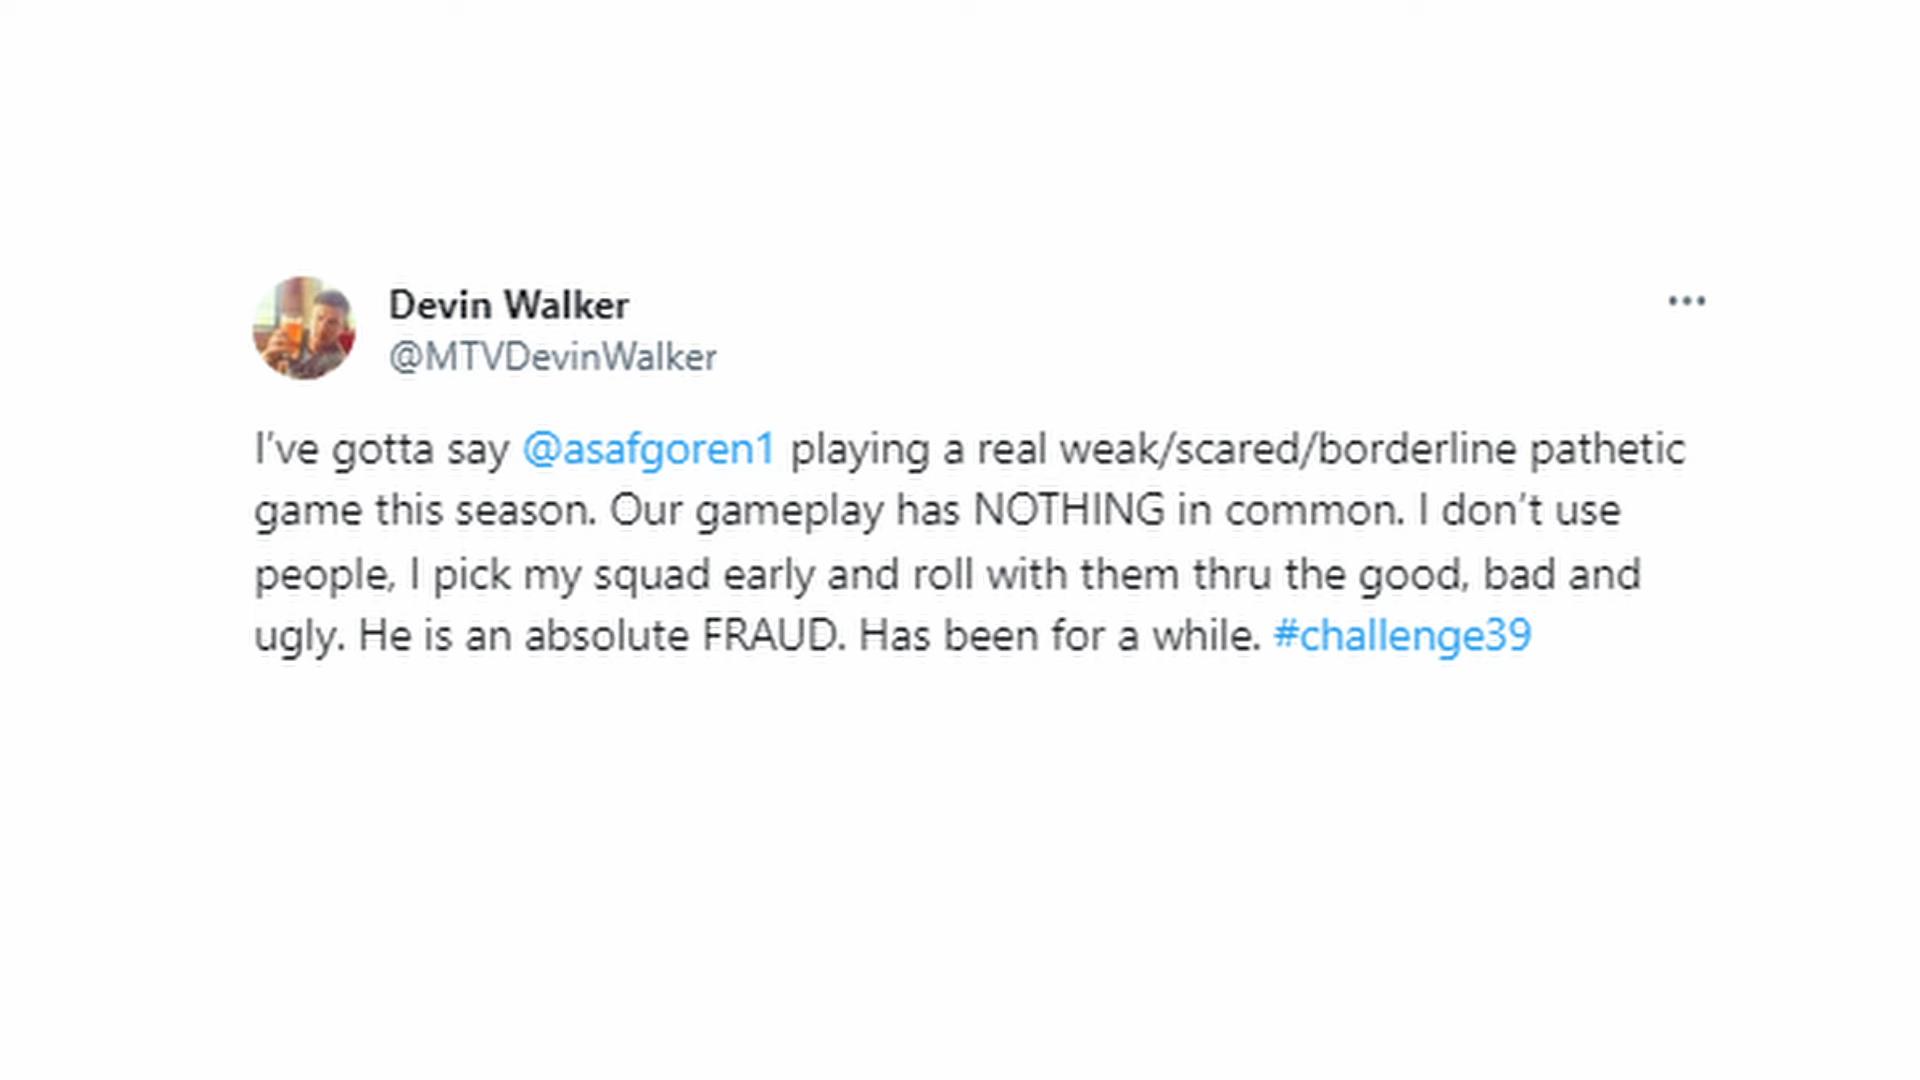 Devin Walker
@MTVDevinWalker
I’ve gotta say @asafgoren1 playing a real weak/scared/borderline pathetic
game this season. Our gameplay has NOTHING in common. I don’t use
people, I pick my squad early and roll with them thru the good, bad and
ugly. He is an absolute FRAUD. Has been for a while. #challenge39